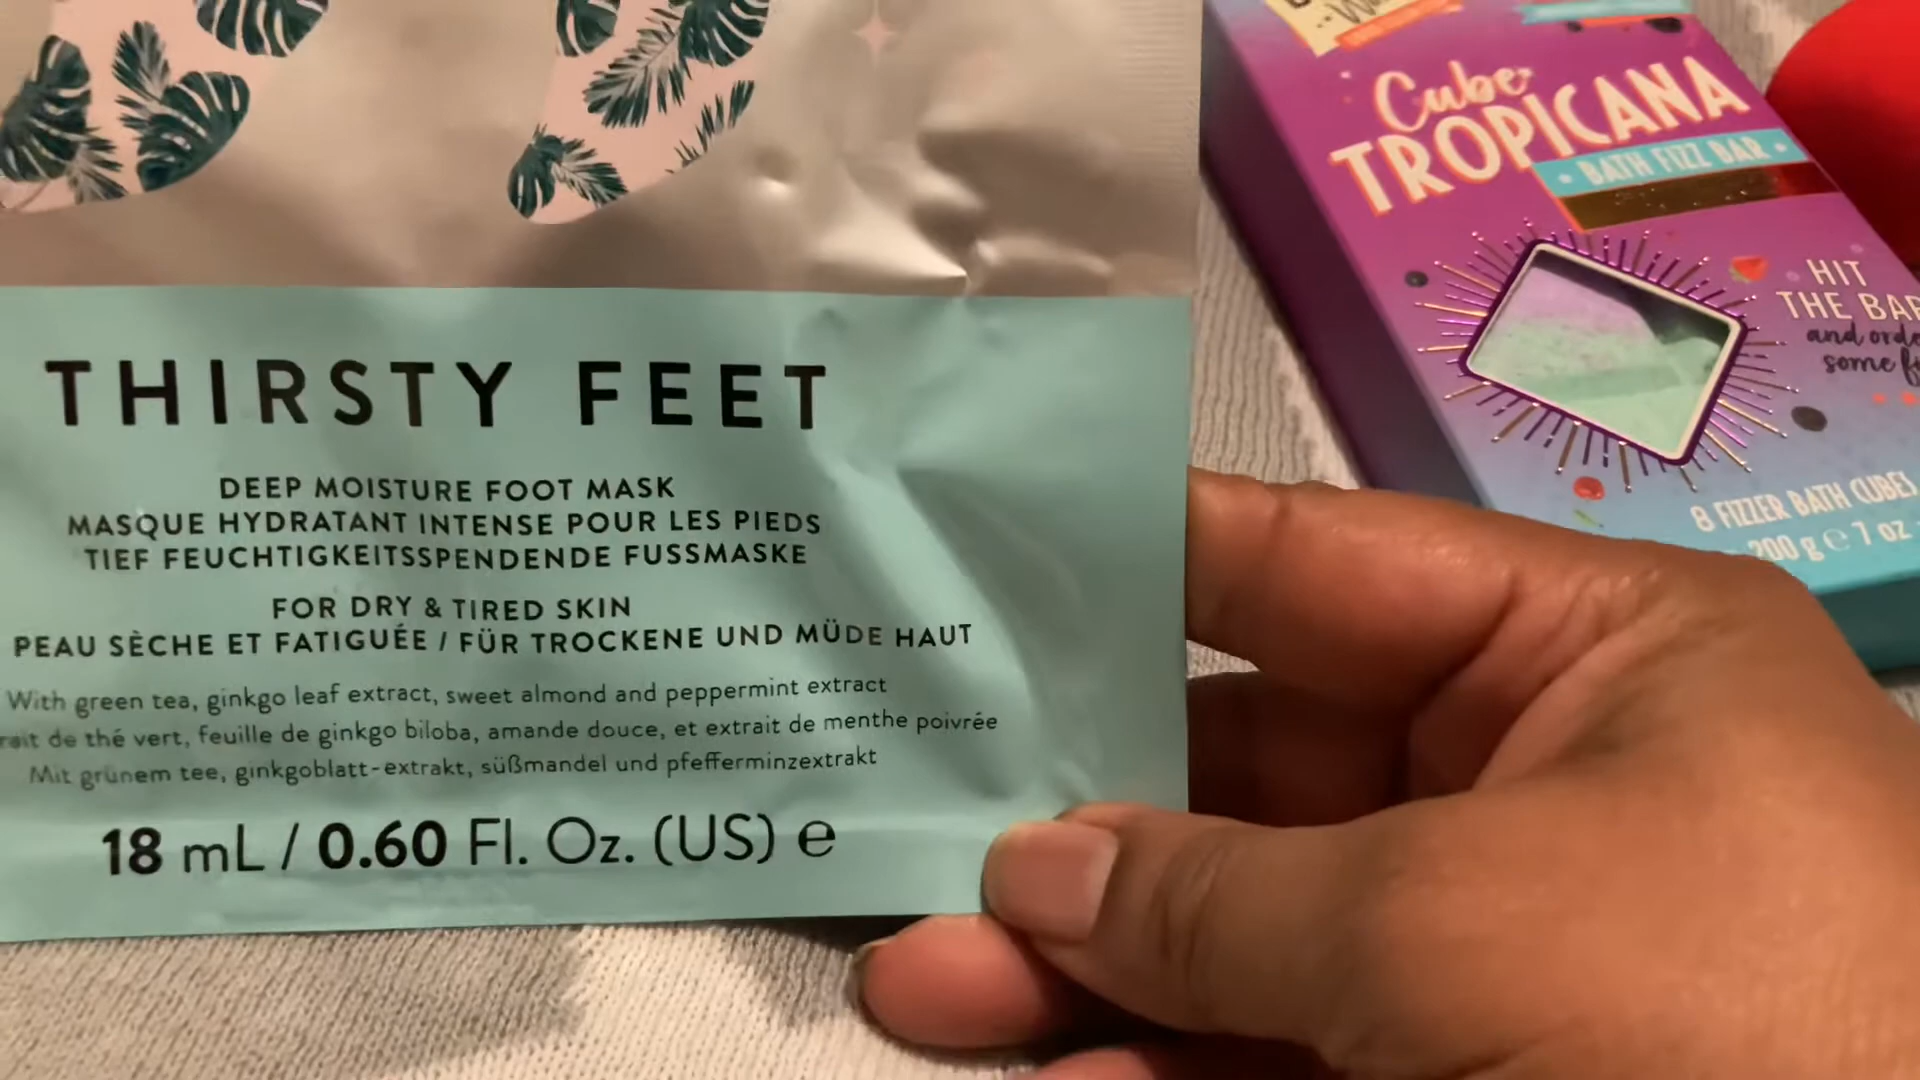 THIRSTY FEET
DEEP MOISTURE FOOT MASK
MASQUE HYDRATANT INTENSE POUR LES PIEDS
TIEF FEUCHTIGKEITSSPENDENDE FUSSMASKE
FOR DRY & TIRED SKIN
PEAU SÈCHE ET FATIGUÉE / FÜR TROCKENE UND MÜDE HAUT
With green tea, ginkgo leaf extract, sweet almond and peppermint extract
de thé vert, feuille de ginkgo biloba, amande douce, et extrait de menthe poivrée
Mit grünem tee, ginkgoblatt-extrakt, süßmandel und pfefferminzextrakt
18 mL / 0.60 Fl. Oz. (US) e
Cube
TROPICANA
• BATH FIZZ BAR •
HIT
THE BAR
and
some
8 FIZZER BATH CUBES
200 g e 7 oz